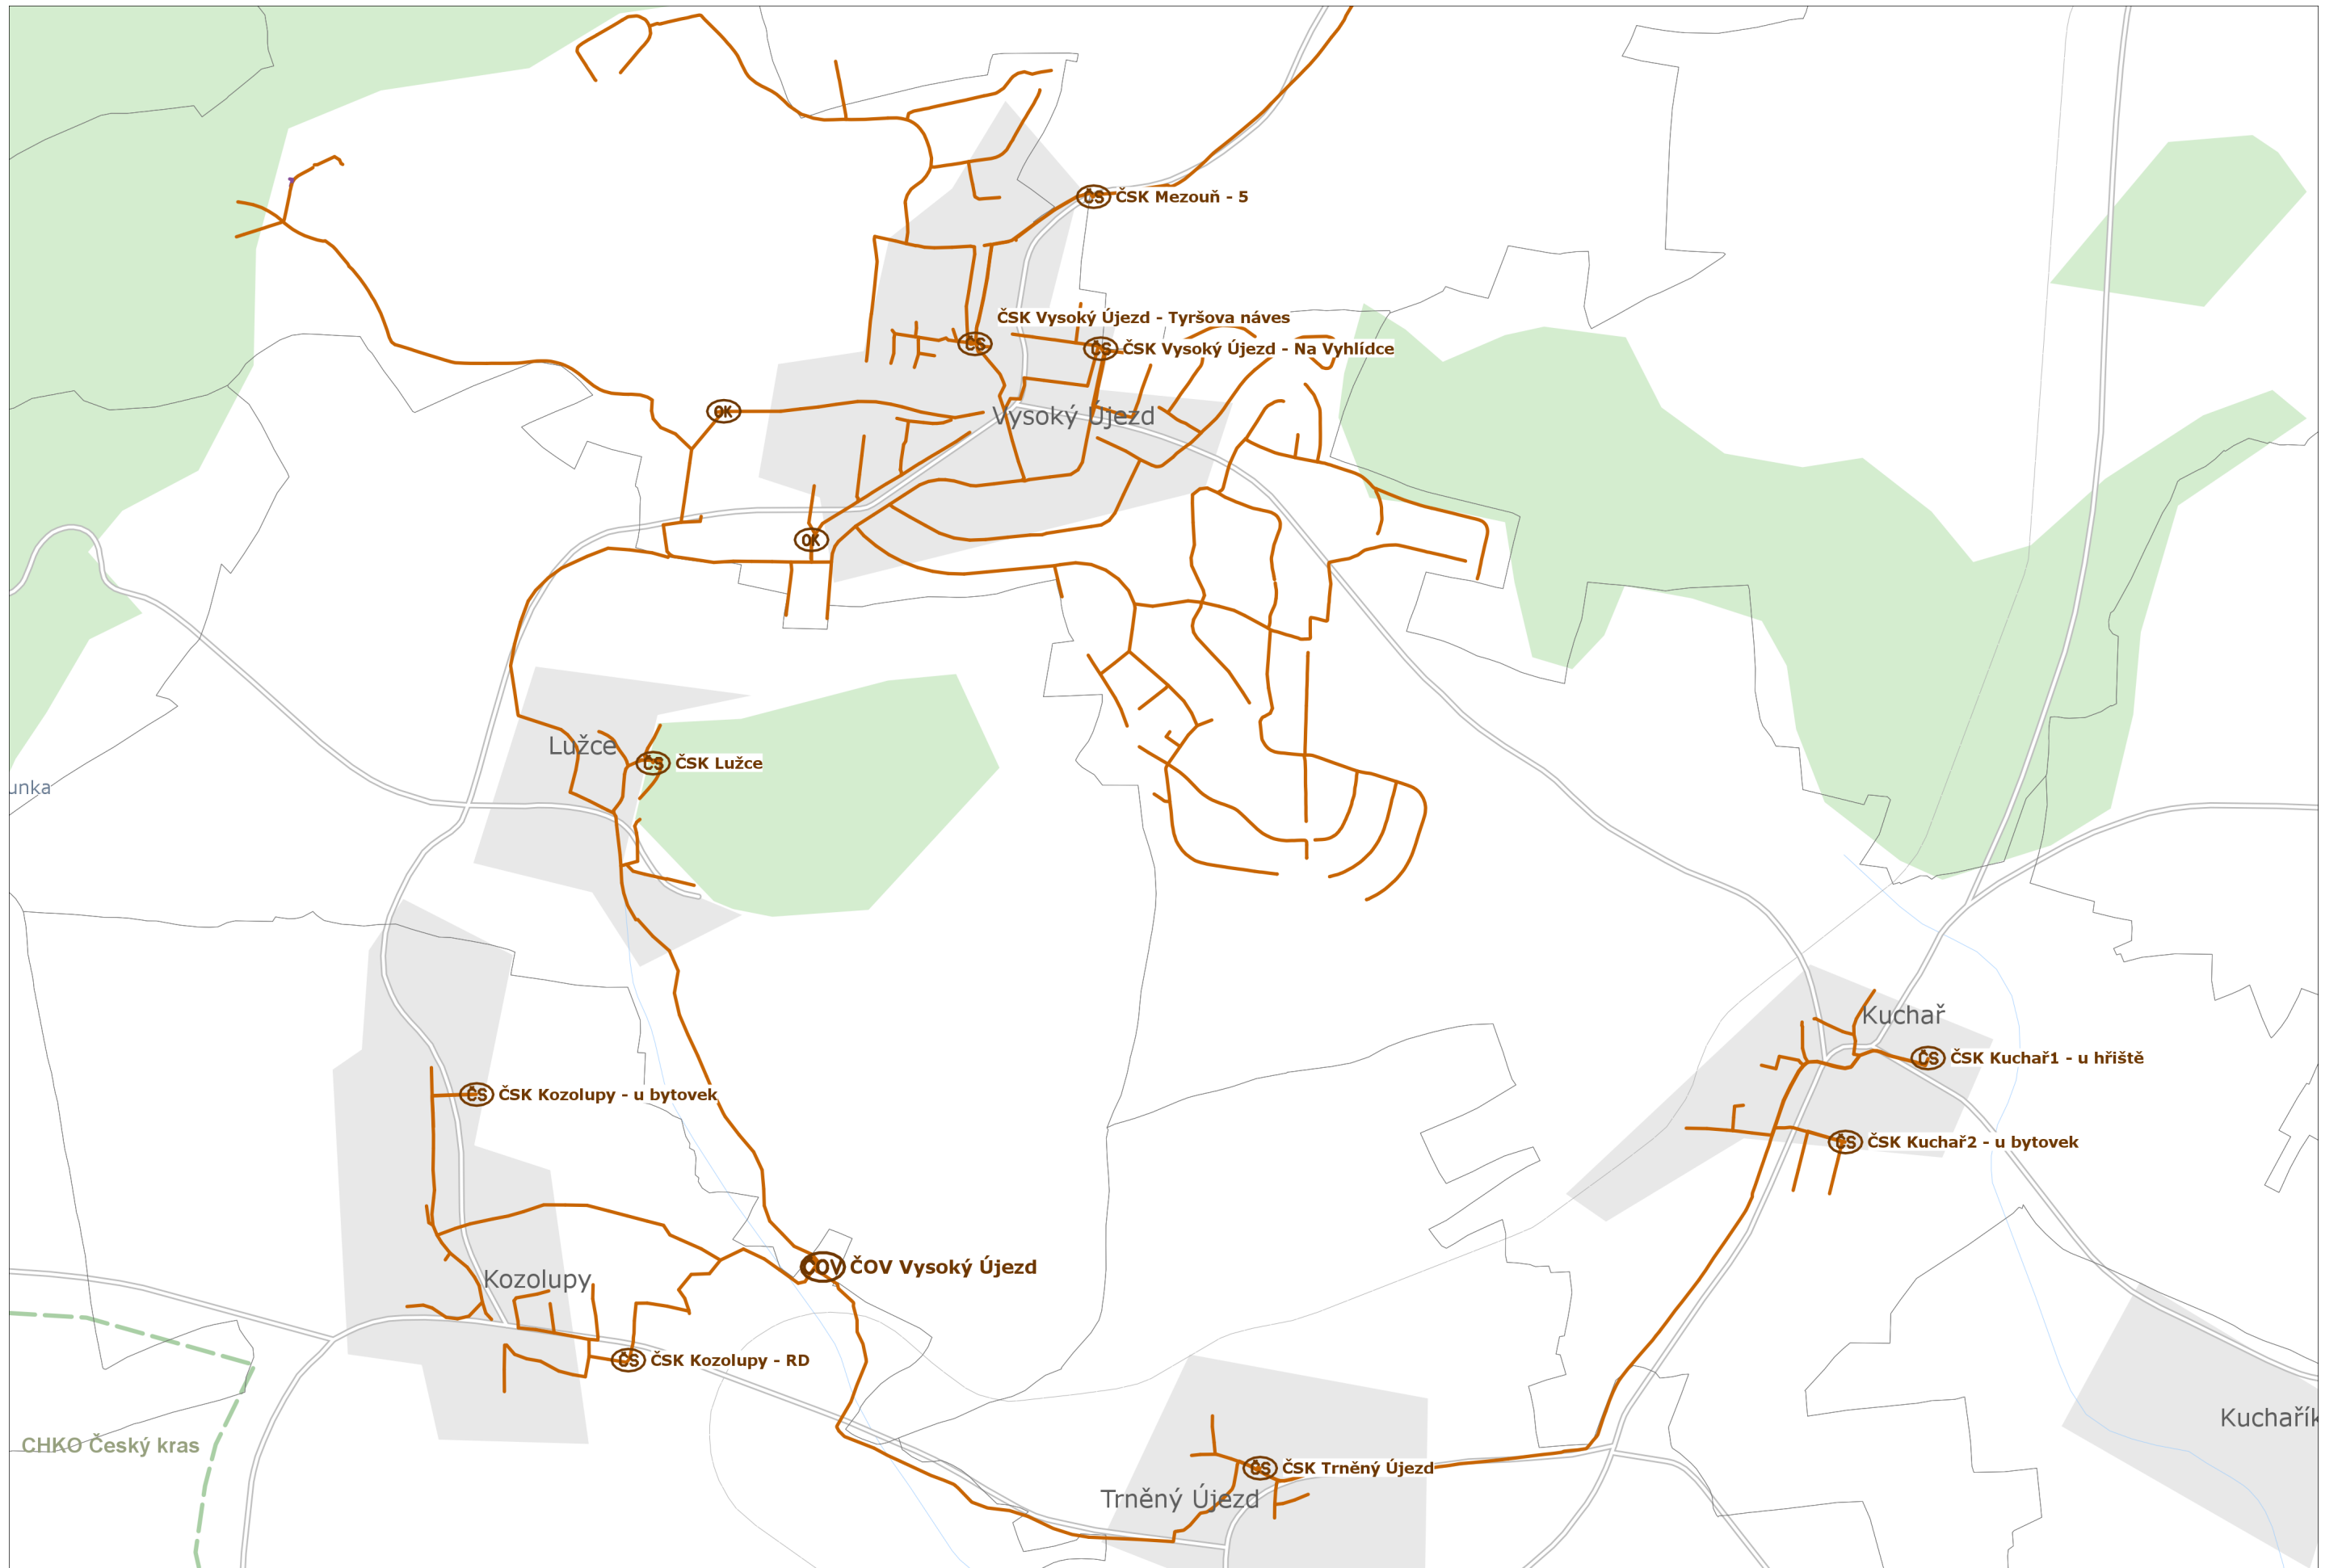 ČS ČSK Mezouň - 5
ČSK Vysoký Újezd - Tyršova náves
ČS
ČS ČSK Vysoký Újezd - Na Vyhlídce
OK
Vysoký Újezd
OK
Lužce
ČS ČSK Lužce
unka
Kuchař
ČS ČSK Kuchař1 - u hřiště
ČS ČSK Kozolupy - u bytovek
ČS ČSK Kuchař2 - u bytovek
ČOV ČOV Vysoký Újezd
Kozolupy
ČS ČSK Kozolupy - RD
Kuchařík
CHKO Český kras
ČS ČSK Trněný Újezd
Trněný Újezd